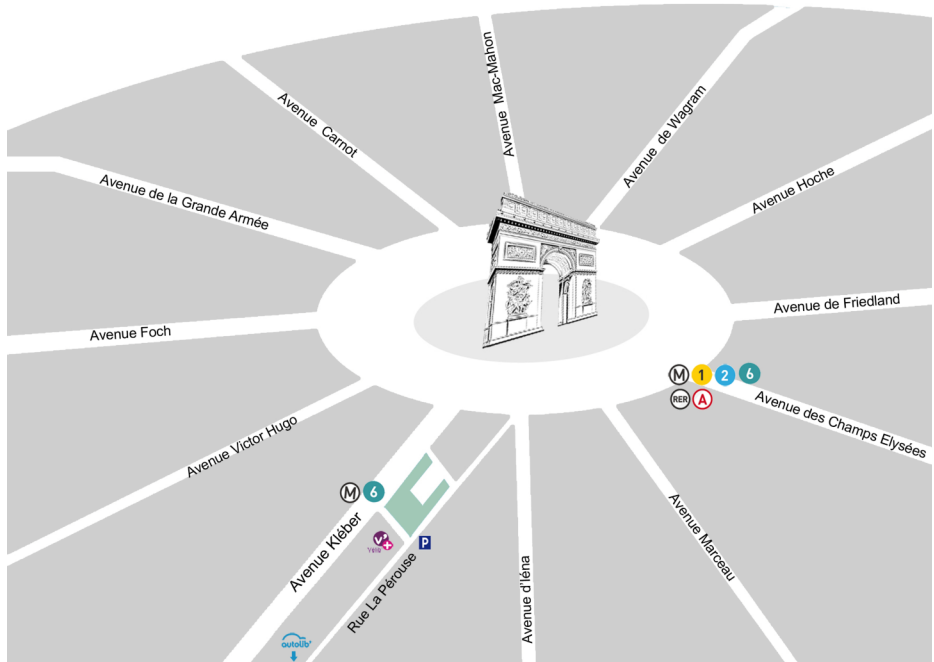 Avenue Mac-Mahon
Avenue Carnot
Avenue de Wagram
Avenue Hoche
Avenue de la Grande Armée
Avenue de Friedland
Avenue Foch
M 1 2 6
RER A
Avenue des Champs Elysées
Avenue Victor Hugo
M 6
Avenue Kléber
P
Rue La Pérouse
Avenue d'Iéna
Avenue Marceau
autolib'